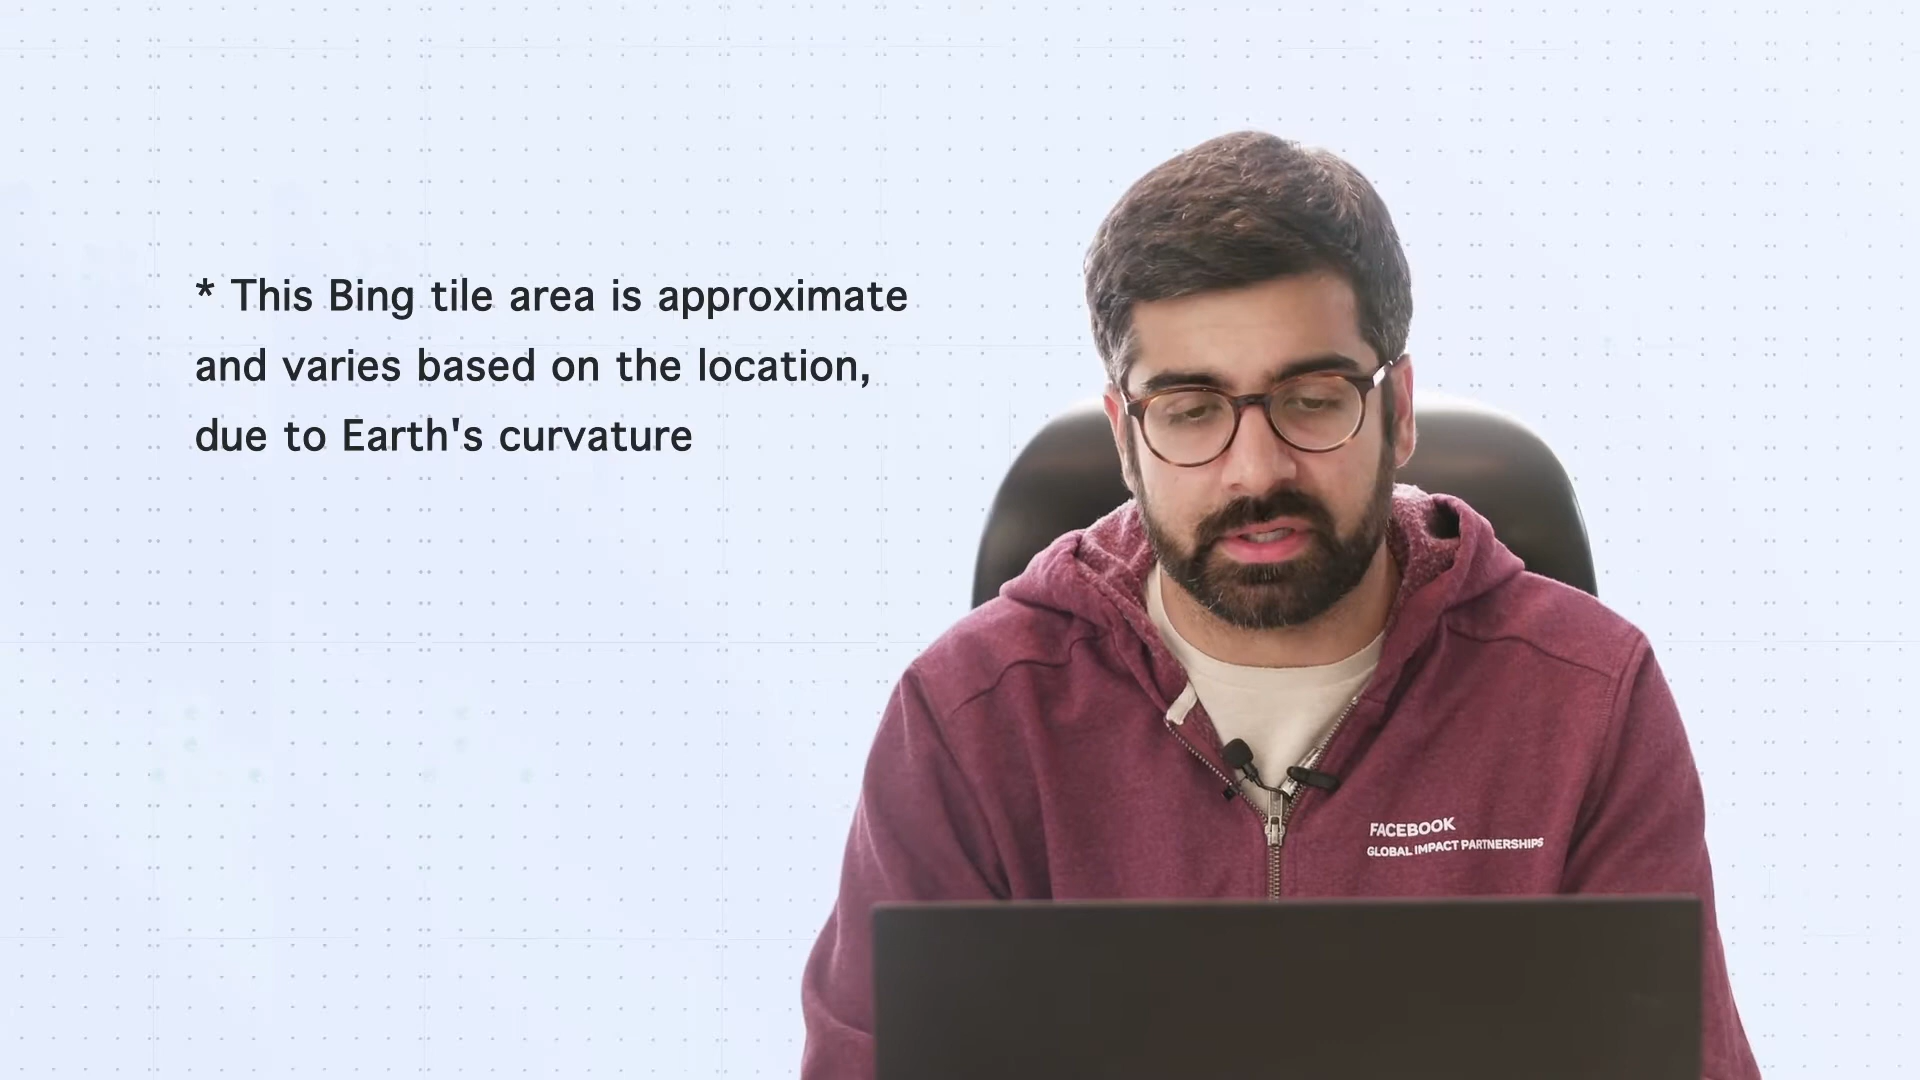 * This Bing tile area is approximate
and varies based on the location,
due to Earth's curvature
FACEBOOK
GLOBAL IMPACT PARTNERSHIPS